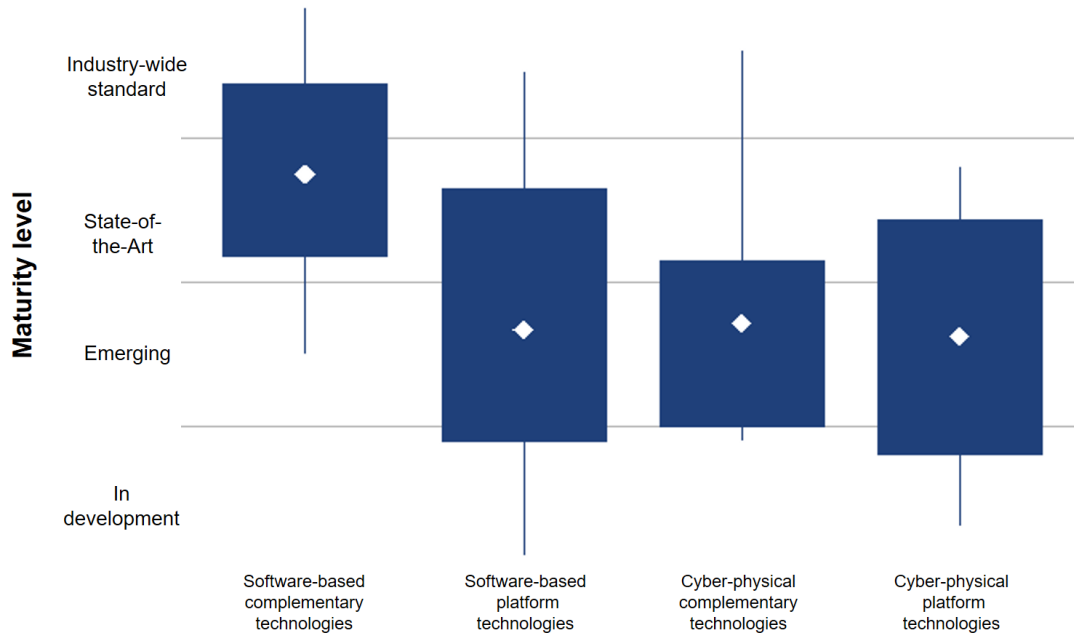 Maturity level
Industry-wide
standard
State-of-
the-Art
Emerging
In
development
Software-based
complementary
technologies
Software-based
platform
technologies
Cyber-physical
complementary
technologies
Cyber-physical
platform
technologies